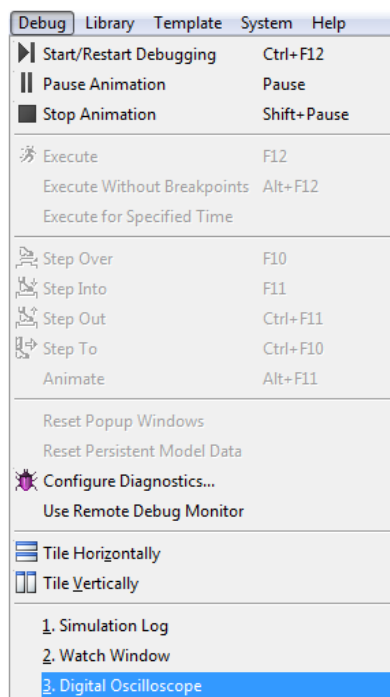 Debug Library Template System Help
Start/Restart Debugging Ctrl+F12
Pause Animation Pause
Stop Animation Shift+Pause
Execute F12
Execute Without Breakpoints Alt+F12
Execute for Specified Time
Step Over F10
Step Into F11
Step Out Ctrl+F11
Step To Ctrl+F10
Animate Alt+F11
Reset Popup Windows
Reset Persistent Model Data
Configure Diagnostics...
Use Remote Debug Monitor
Tile Horizontally
Tile Vertically
1. Simulation Log
2. Watch Window
3. Digital Oscilloscope